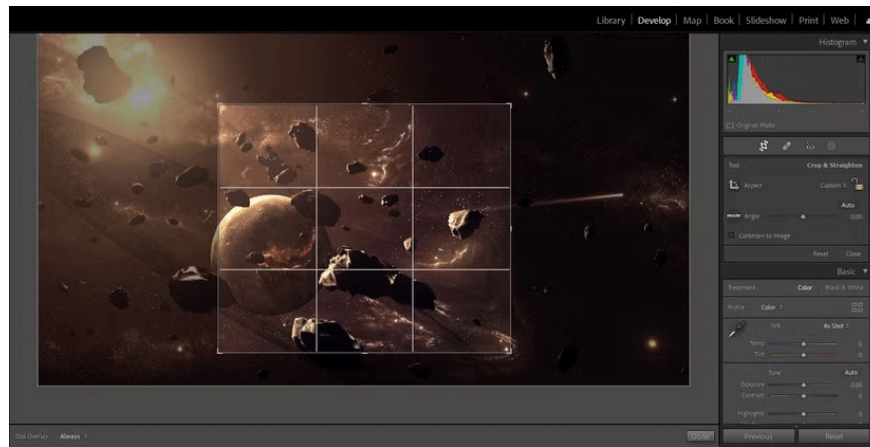 Library | Develop | Map | Book | Slideshow | Print | Web |
Histogram
Original Photo
Tool: Crop & Straighten
Aspect Custom
Auto
Angle 0.00
Constrain to Image
Reset Close
Basic
Treatment Color Black & White
Profile: Color
WB: As Shot
Temp 0
Tint 0
Tone Auto
Exposure 0.00
Contrast 0
Highlights 0
Tool Overlay: Always Done Previous Reset